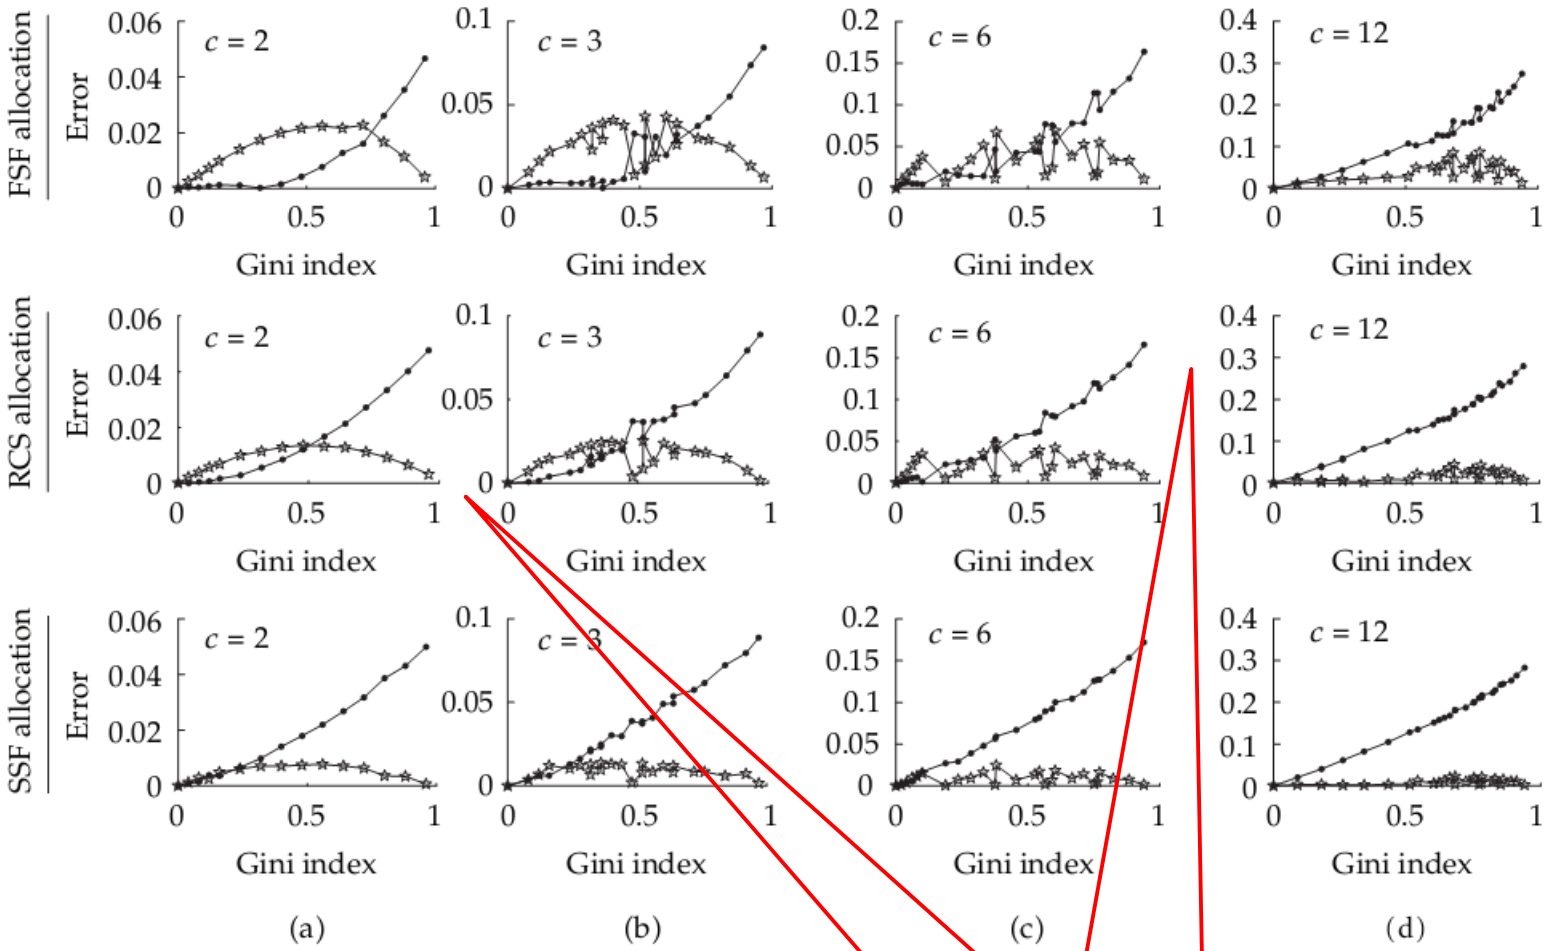 FSF allocation
Error
0.06
0.04
0.02
0
c = 2
0 0.5 1
Gini index
0.1
0.05
0
c = 3
0 0.5 1
Gini index
0.2
0.15
0.1
0.05
0
c = 6
0 0.5 1
Gini index
0.4
0.3
0.2
0.1
0
c = 12
0 0.5 1
Gini index
RCS allocation
Error
0.06
0.04
0.02
0
c = 2
0 0.5 1
Gini index
0.1
0.05
0
c = 3
0 0.5 1
Gini index
0.2
0.15
0.1
0.05
0
c = 6
0 0.5 1
Gini index
0.4
0.3
0.2
0.1
0
c = 12
0 0.5 1
Gini index
SSF allocation
Error
0.06
0.04
0.02
0
c = 2
0 0.5 1
Gini index
0.1
0.05
0
c = 3
0 0.5 1
Gini index
0.2
0.15
0.1
0.05
0
c = 6
0 0.5 1
Gini index
0.4
0.3
0.2
0.1
0
c = 12
0 0.5 1
Gini index
(a) (b) (c) (d)